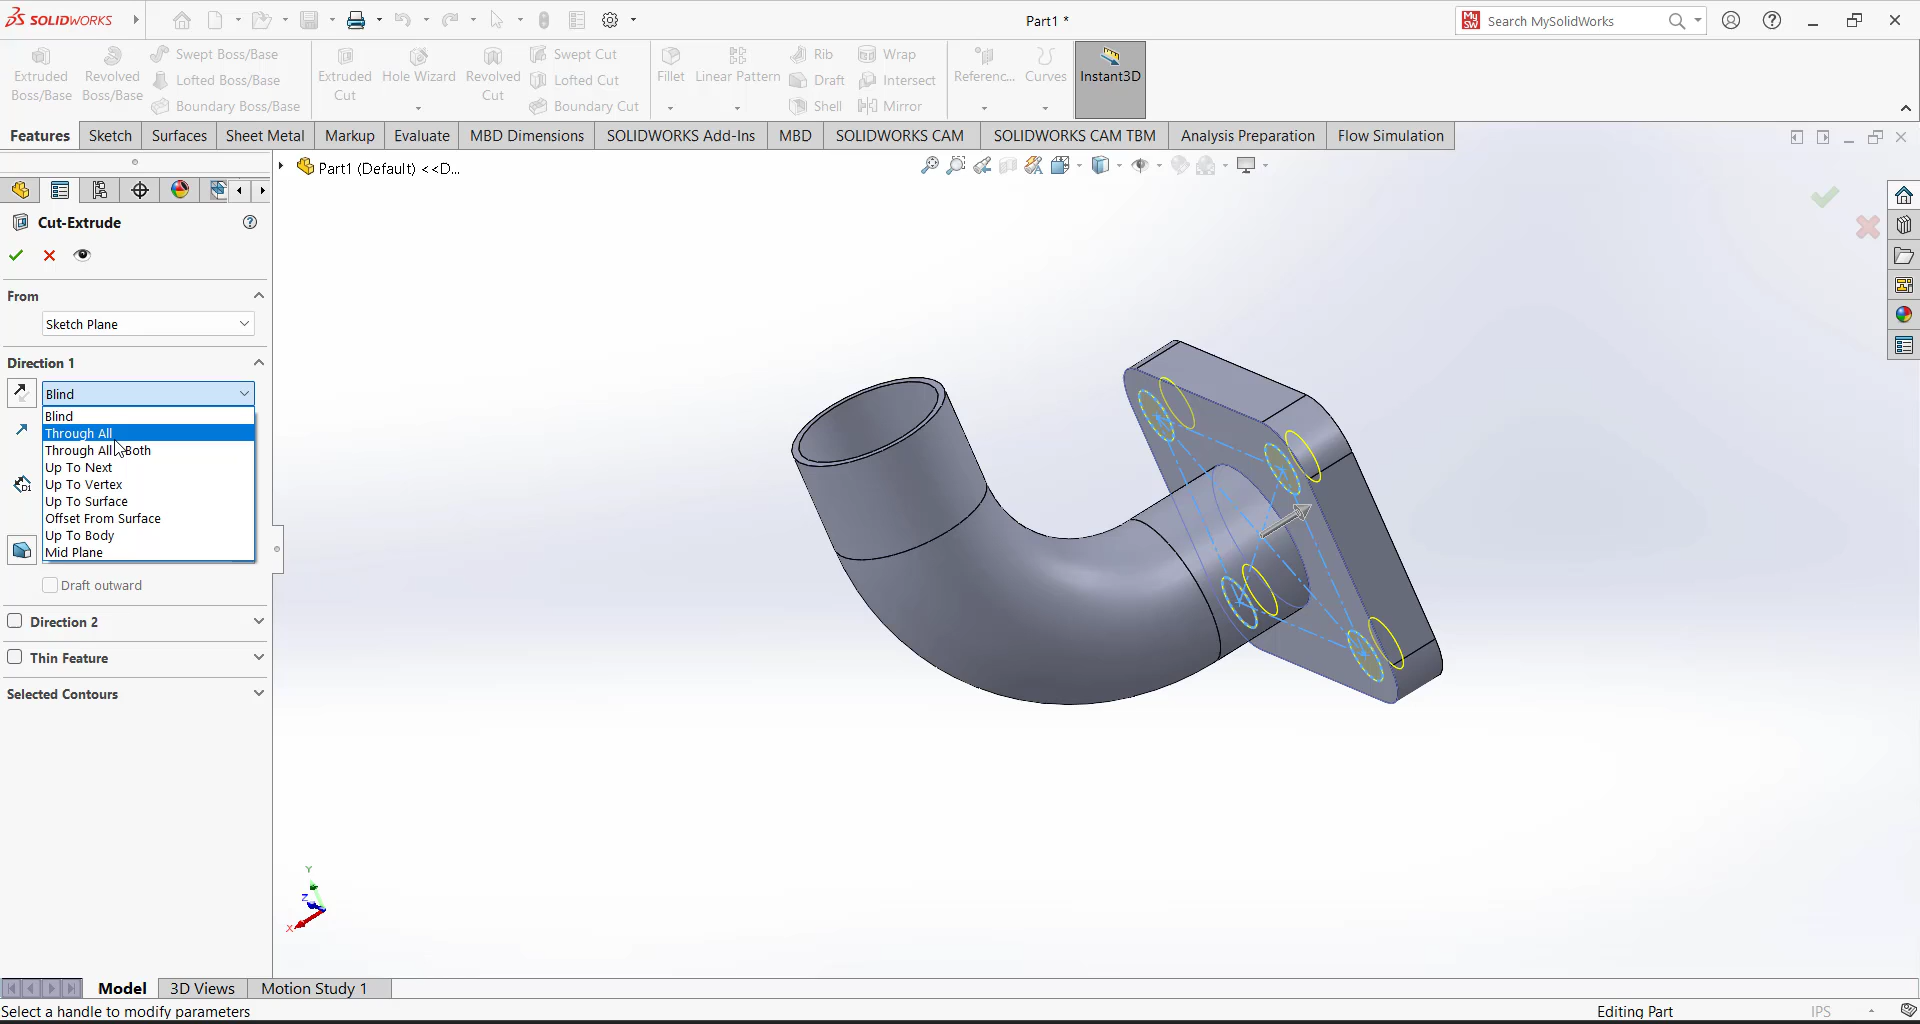 SOLIDWORKS
Part1 *
Search MySolidWorks
Extruded Boss/Base
Revolved Boss/Base
Swept Boss/Base
Lofted Boss/Base
Boundary Boss/Base
Extruded Cut
Hole Wizard
Revolved Cut
Swept Cut
Lofted Cut
Boundary Cut
Fillet
Linear Pattern
Rib
Draft
Shell
Wrap
Intersect
Mirror
Referenc...
Curves
Instant3D
Features
Sketch
Surfaces
Sheet Metal
Markup
Evaluate
MBD Dimensions
SOLIDWORKS Add-Ins
MBD
SOLIDWORKS CAM
SOLIDWORKS CAM TBM
Analysis Preparation
Flow Simulation
Part1 (Default) <<D...
Cut-Extrude
From
Sketch Plane
Direction 1
Blind
Blind
Through All
Through All Both
Up To Next
Up To Vertex
Up To Surface
Offset From Surface
Up To Body
Mid Plane
Draft outward
Direction 2
Thin Feature
Selected Contours
Y
Z
X
Model
3D Views
Motion Study 1
Select a handle to modify parameters
Editing Part
IPS